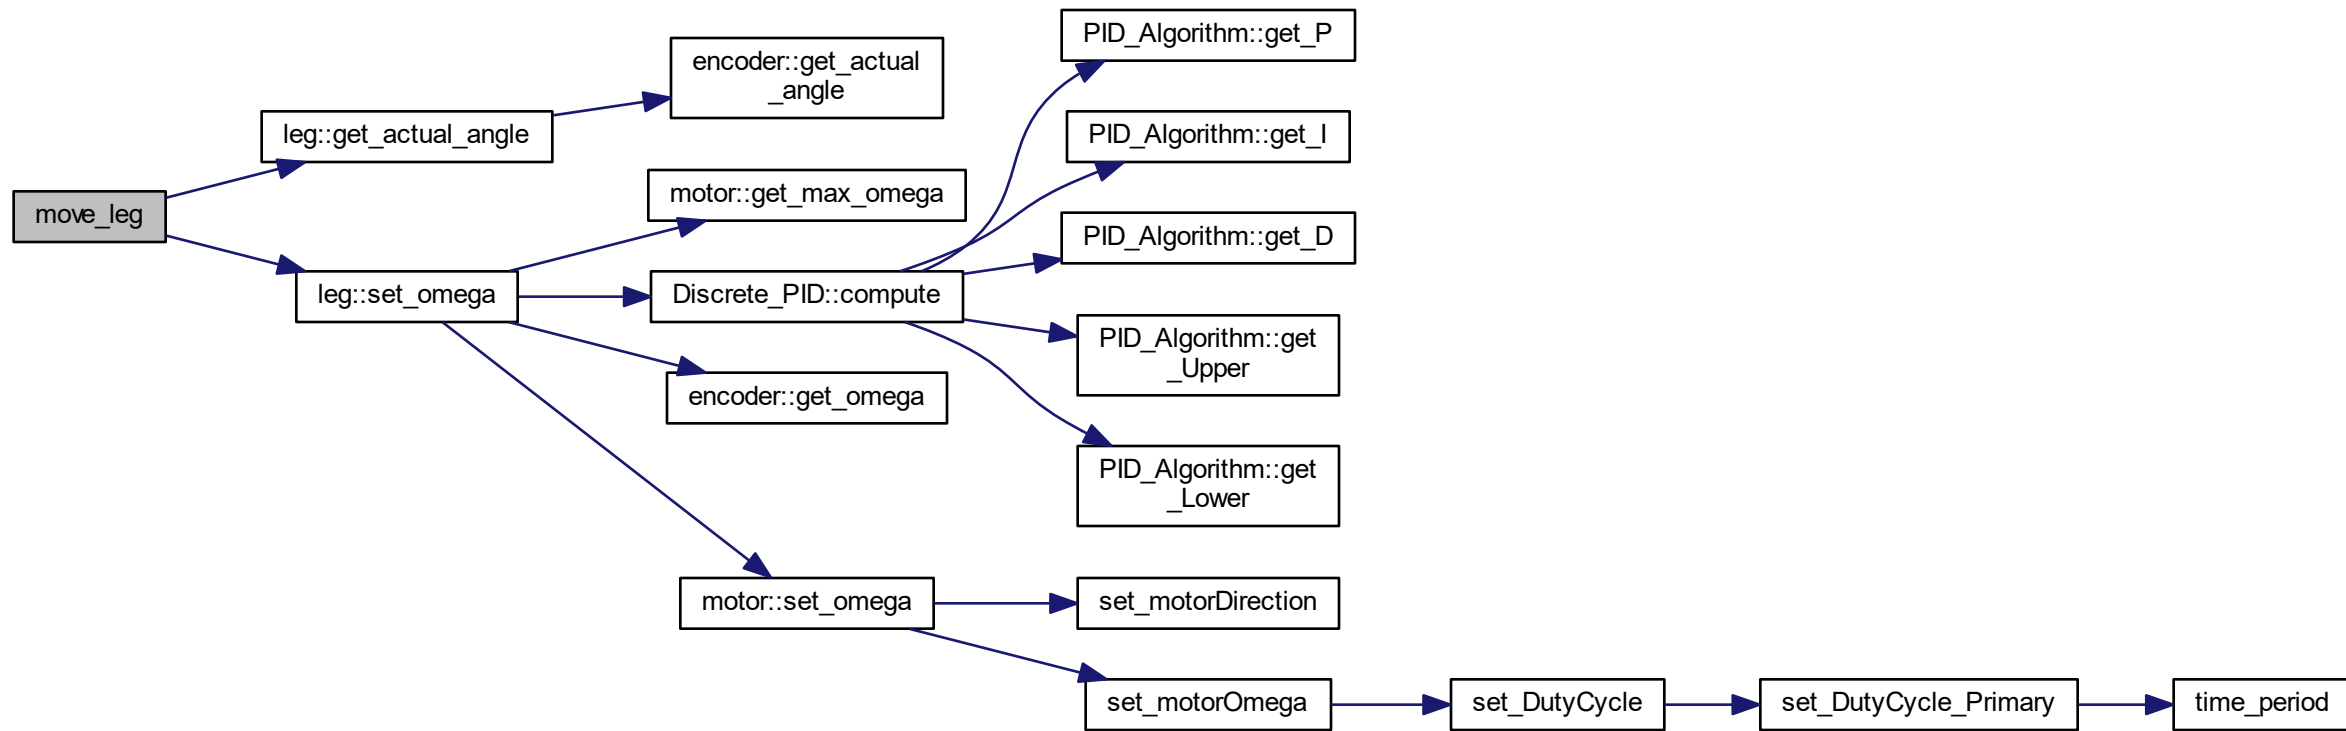 move_leg
leg::get_actual_angle
encoder::get_actual
_angle
leg::set_omega
motor::get_max_omega
Discrete_PID::compute
PID_Algorithm::get_P
PID_Algorithm::get_I
PID_Algorithm::get_D
PID_Algorithm::get
_Upper
PID_Algorithm::get
_Lower
encoder::get_omega
motor::set_omega
set_motorDirection
set_motorOmega
set_DutyCycle
set_DutyCycle_Primary
time_period